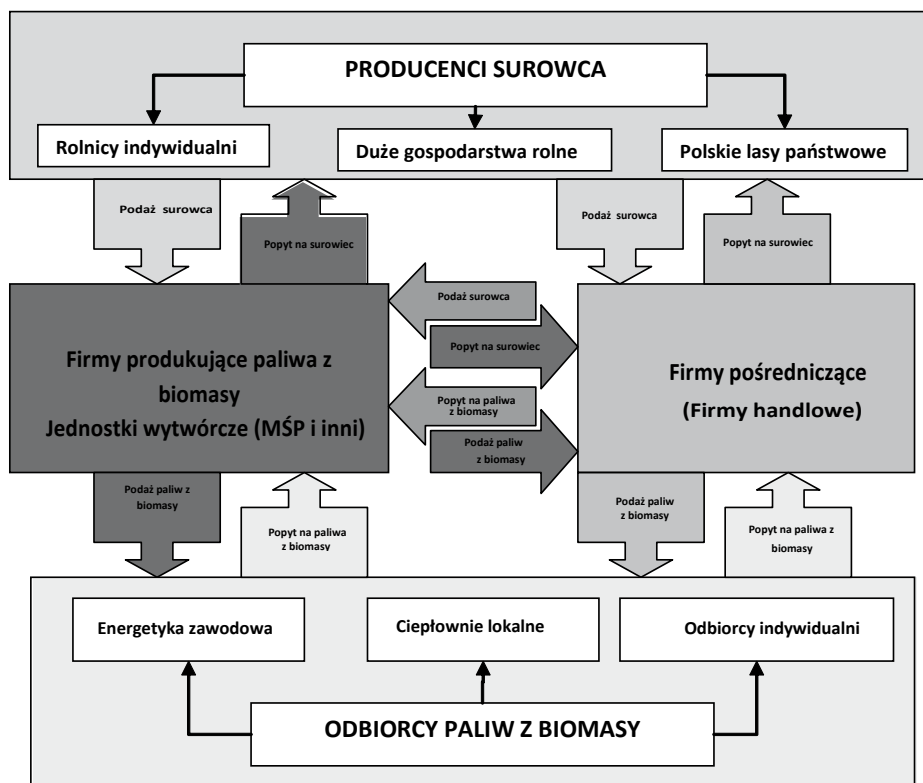 PRODUCENCI SUROWCA
Rolnicy indywidualni
Duże gospodarstwa rolne
Polskie lasy państwowe
Podaż surowca
Popyt na surowiec
Podaż surowca
Popyt na surowiec
Firmy produkujące paliwa z
biomasy
Jednostki wytwórcze (MŚP i inni)
Podaż surowca
Popyt na surowiec
Popyt na paliwa
z biomasy
Podaż paliw
z biomasy
Firmy pośredniczące
(Firmy handlowe)
Podaż paliw z
biomasy
Popyt na paliwa
z biomasy
Podaż paliw
z biomasy
Popyt na paliwa z
biomasy
Energetyka zawodowa
Ciepłownie lokalne
Odbiorcy indywidualni
ODBIORCY PALIW Z BIOMASY